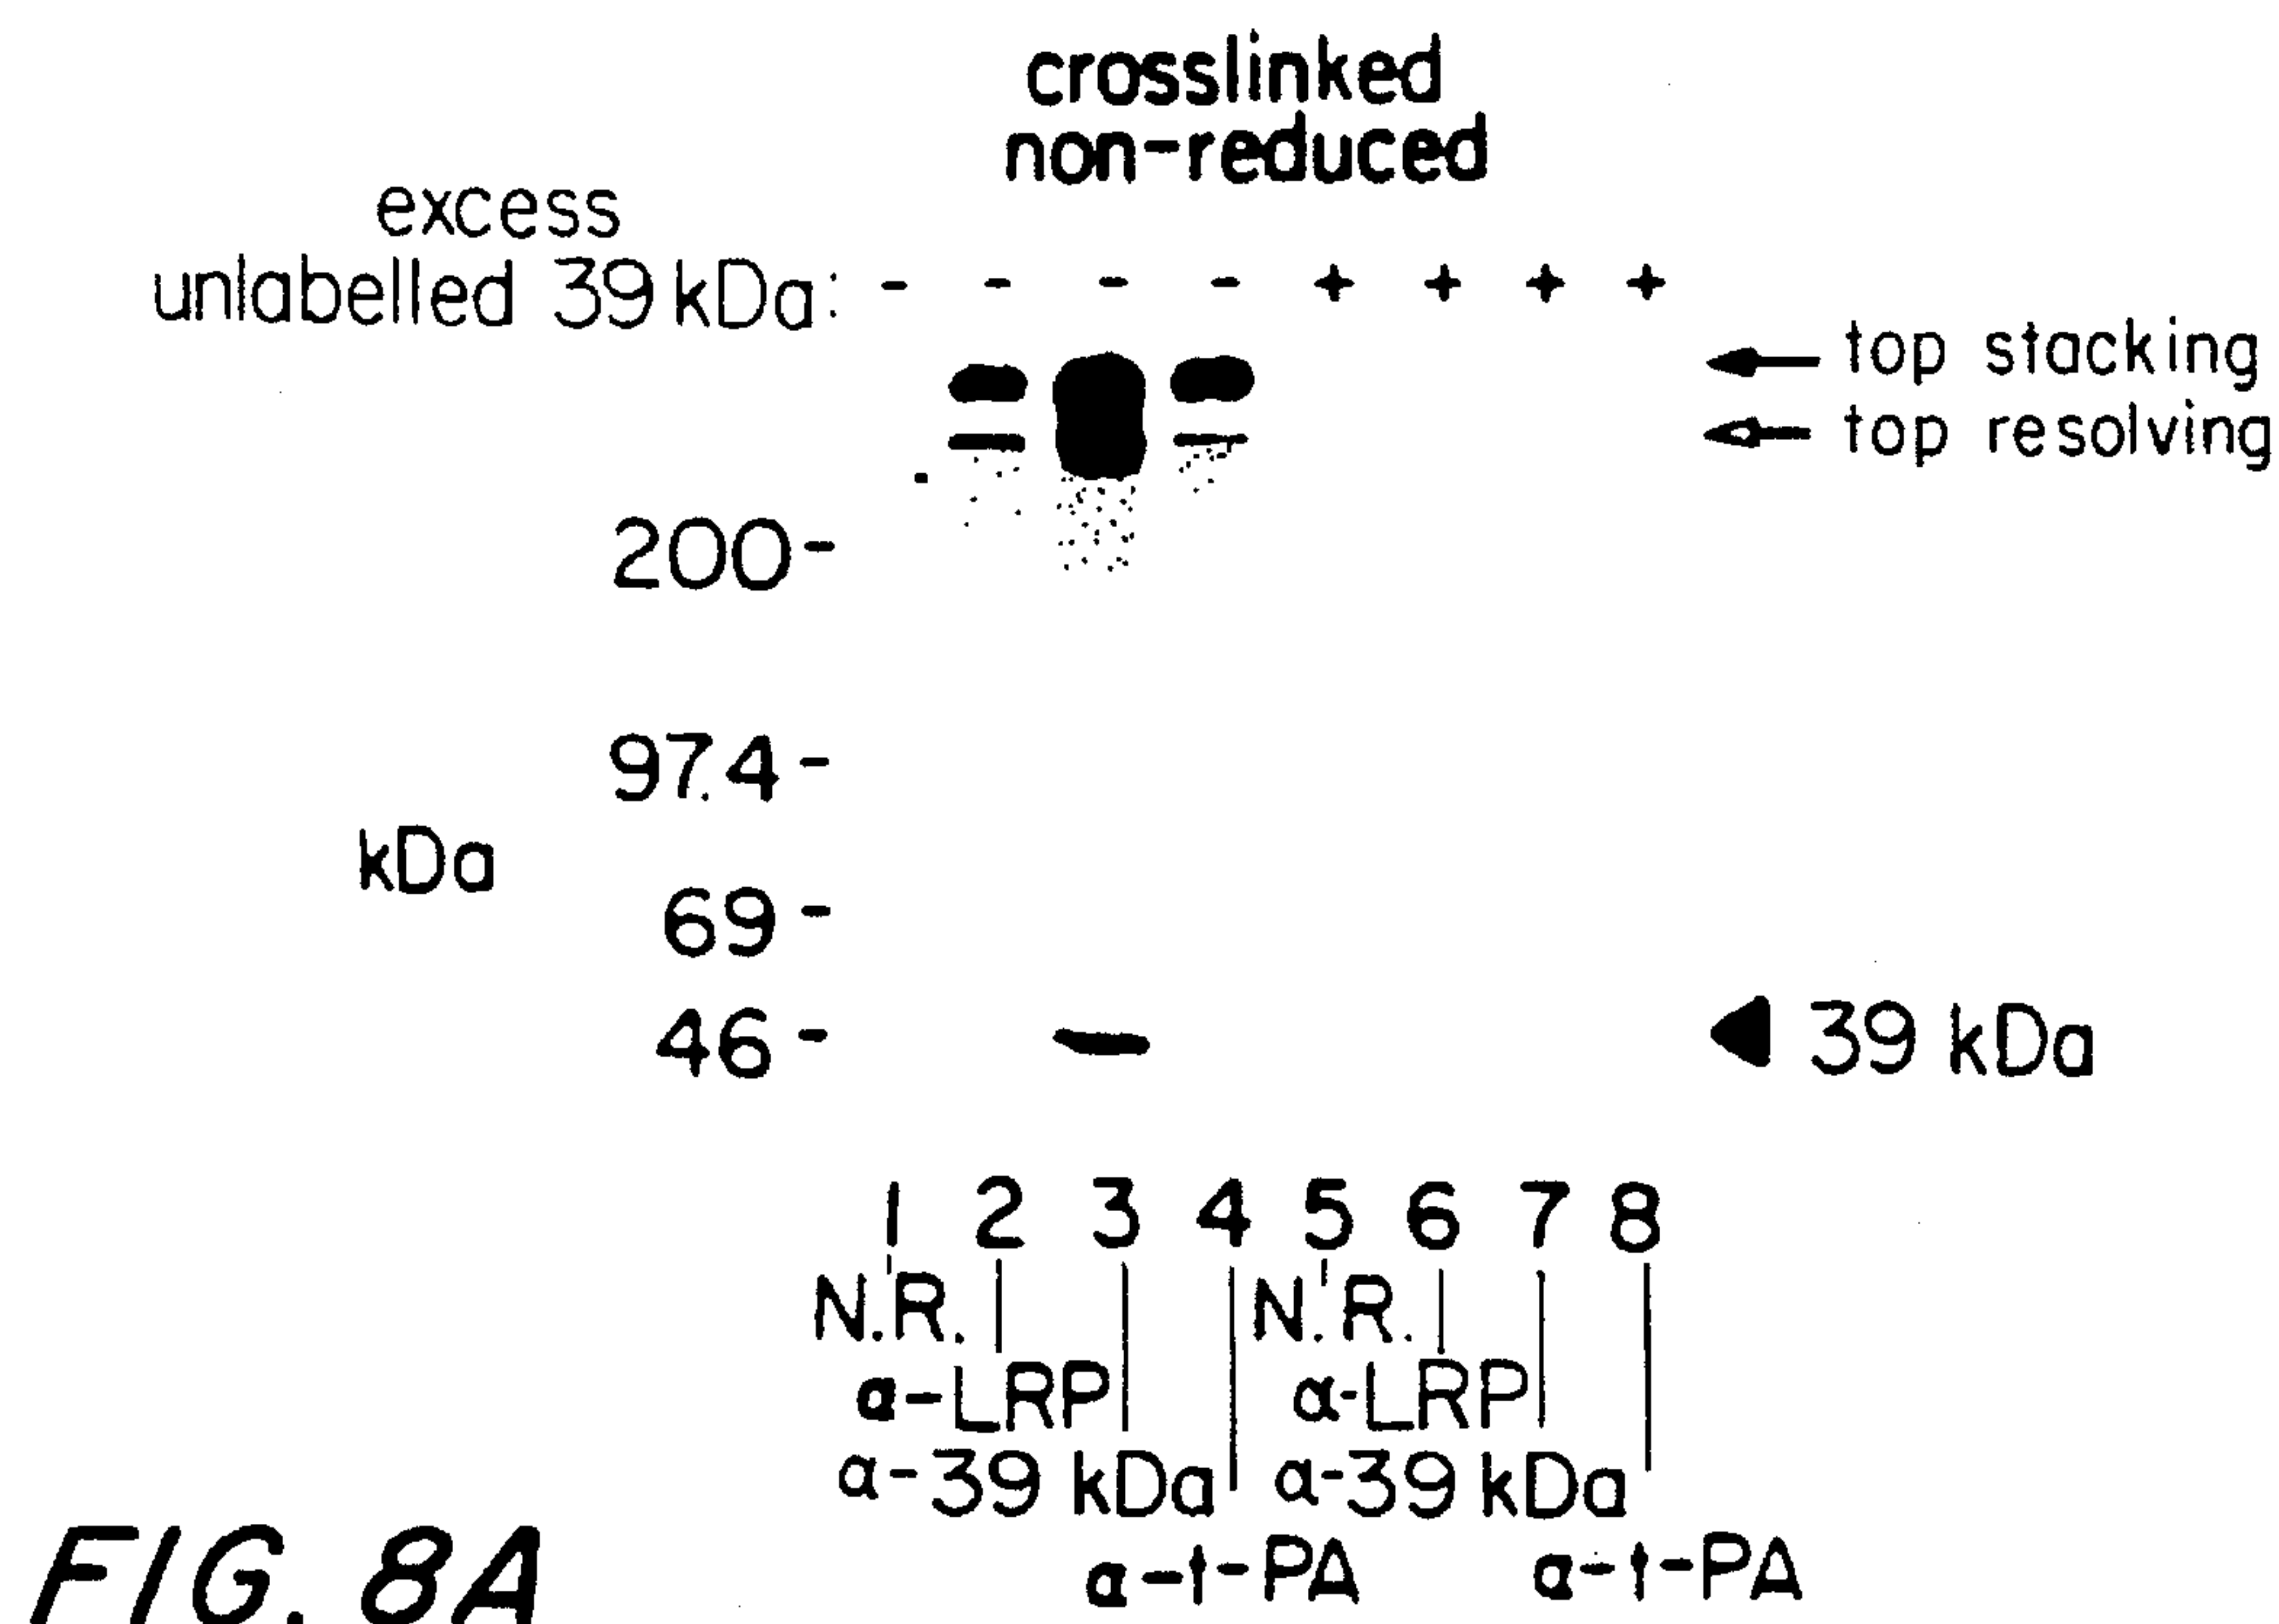 crosslinked
non-reduced
excess
unlabelled 39 kDa: - - - - + + + +
top stacking
top resolving
200-
97.4-
kDa
69-
46-
39 kDa
1 2 3 4 5 6 7 8
N.R. N.R.
α-LRP α-LRP
α-39 kDa α-39 kDa
α-t-PA α-t-PA
FIG. 8A